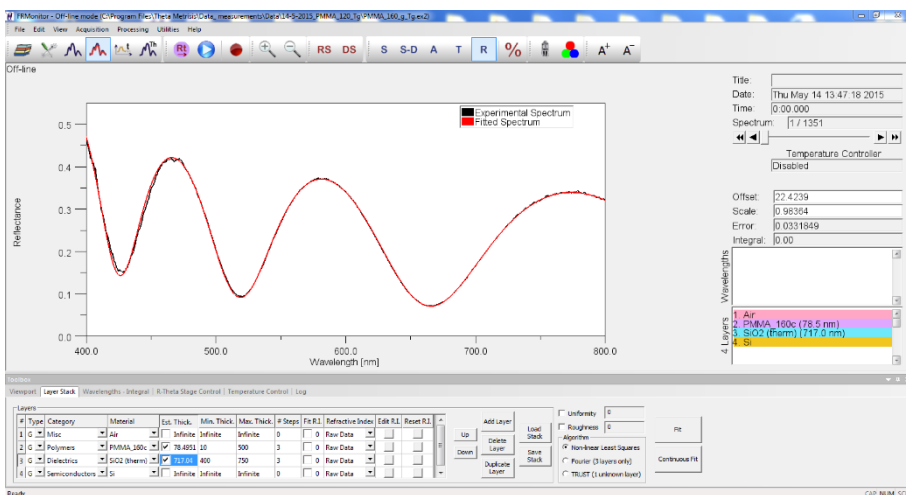 FRMonitor - Off-line mode (C:\Program Files\Theta Metrisis\Data_measurements\Data\14-5-2015_PMMA_120_Tg\PMMA_160_g_Tg.ex2)
File Edit View Acquisition Processing Utilities Help
Th Rt RS DS S S-D A T R % A+ A-
Off-line
Title:
Date: Thu May 14 13:47:18 2015
Time: 0:00.000
Spectrum: 1 / 1351
Temperature Controller
Disabled
Offset: 22.4239
Scale: 0.98364
Error: 0.0331849
Integral: 0.00
Wavelengths
4. Layers
1. Air
2. PMMA_160c (78.5 nm)
3. SiO2 (therm) [717.0 nm)
4 Si
Experimental Spectrum
Fitted Spectrum
Reflectance
0.5
0.4
0.3
0.2
0.1
0.0
400.0 500.0 600.0 700.0 800.0
Wavelength [nm]
Toolbox
Viewport Layer Stack Wavelengths - Integral R-Theta Stage Control Temperature Control Log
Layers
# Type Category Material Est. Thick. Min. Thick. Max. Thick. # Steps Fit R.I. Refractive Index Edit R.I. Reset R.I.
1 G Misc Air Infinite Infinite Infinite 0 0 Raw Data
2 G Polymers PMMA_160c 78.4951 10 500 3 0 Raw Data
3 G Dielectrics SiO2 (therm) 717.04 400 750 3 0 Raw Data
4 G Semiconductors Si Infinite Infinite Infinite 0 0 Raw Data
Up
Down
Add Layer
Delete Layer
Duplicate Layer
Load Stack
Save Stack
Uniformity 0
Roughness 0
Algorithm
Non-linear Least Squares
Fourier (3 layers only)
TRUST (1 unknown layer)
Fit
Continuous Fit
Ready
CAP NUM SC